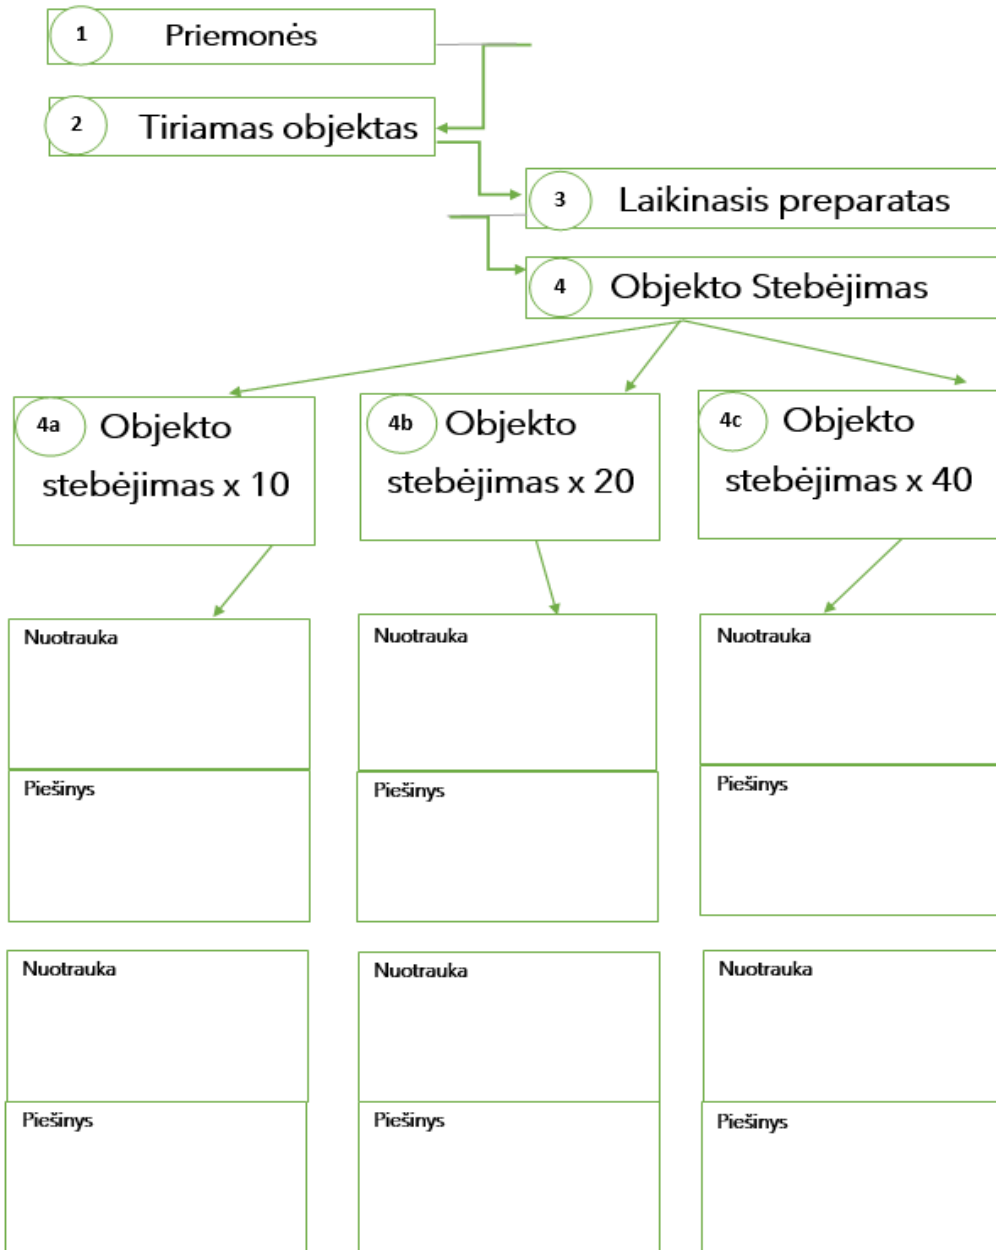 1 Priemonės
2 Tiriamas objektas
3 Laikinasis preparatas
4 Objekto Stebėjimas
4a Objekto
stebėjimas x 10
4b Objekto
stebėjimas x 20
4c Objekto
stebėjimas x 40
Nuotrauka
Nuotrauka
Nuotrauka
Piešinys
Piešinys
Piešinys
Nuotrauka
Nuotrauka
Nuotrauka
Piešinys
Piešinys
Piešinys